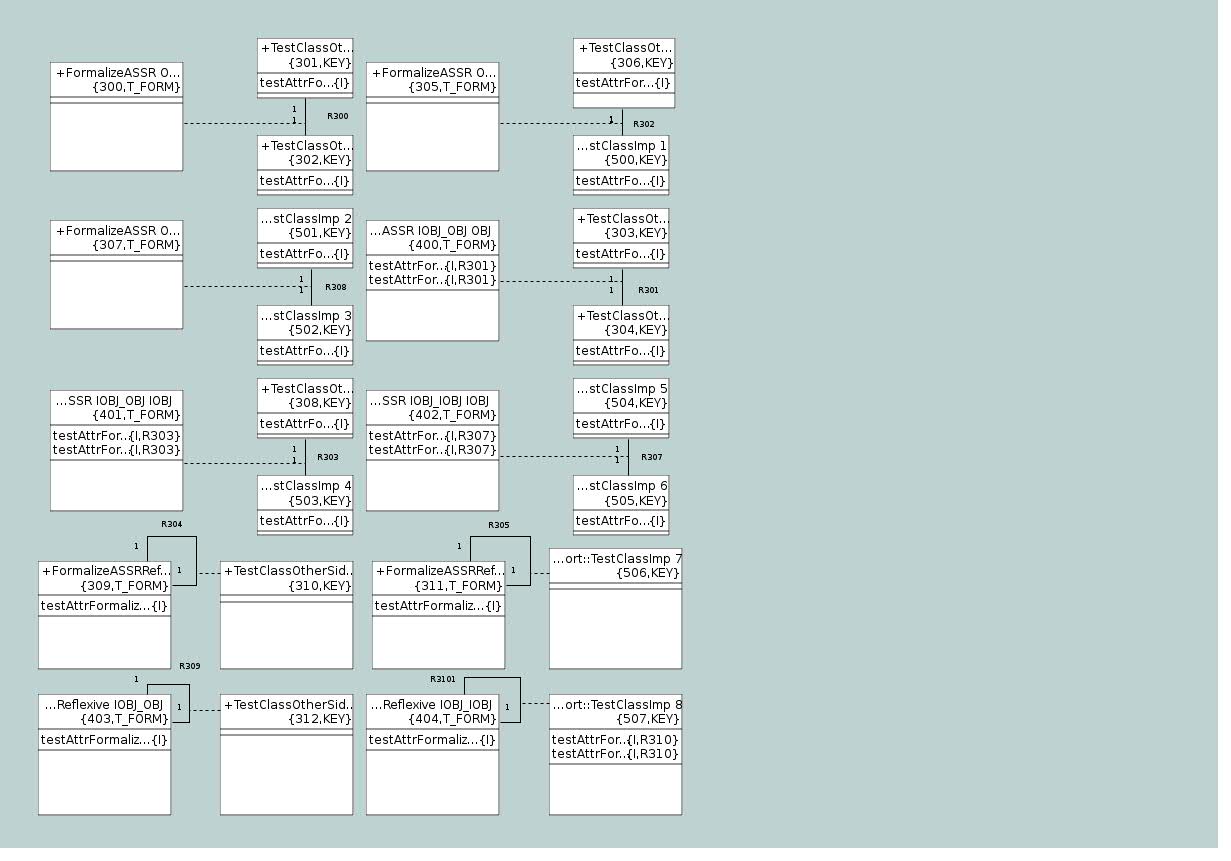 +FormalizeASSR O...
{300,T_FORM}
+TestClassOt...
{301,KEY}
testAttrFo...{I}
1
1
R300
+TestClassOt...
{302,KEY}
testAttrFo...{I}
+FormalizeASSR O...
{305,T_FORM}
+TestClassOt...
{306,KEY}
testAttrFor...{I}
1
R302
...stClassImp 1
{500,KEY}
testAttrFo...{I}
+FormalizeASSR O...
{307,T_FORM}
...stClassImp 2
{501,KEY}
testAttrFo...{I}
1
1
R308
...stClassImp 3
{502,KEY}
testAttrFo...{I}
...ASSR IOBJ_OBJ OBJ
{400,T_FORM}
testAttrFor...{I,R301}
testAttrFor...{I,R301}
+TestClassOt...
{303,KEY}
testAttrFo...{I}
1
1
R301
+TestClassOt...
{304,KEY}
testAttrFo...{I}
...SSR IOBJ_OBJ IOBJ
{401,T_FORM}
testAttrFor...{I,R303}
testAttrFor...{I,R303}
+TestClassOt...
{308,KEY}
testAttrFo...{I}
1
1
R303
...stClassImp 4
{503,KEY}
testAttrFo...{I}
...SSR IOBJ_IOBJ IOBJ
{402,T_FORM}
testAttrFor...{I,R307}
testAttrFor...{I,R307}
...stClassImp 5
{504,KEY}
testAttrFo...{I}
1
1
R307
...stClassImp 6
{505,KEY}
testAttrFo...{I}
R304
1
1
+FormalizeASSRRef...
{309,T_FORM}
testAttrFormaliz...{I}
+TestClassOtherSid...
{310,KEY}
R305
1
1
+FormalizeASSRRef...
{311,T_FORM}
testAttrFormaliz...{I}
...ort::TestClassImp 7
{506,KEY}
R309
1
1
...Reflexive IOBJ_OBJ
{403,T_FORM}
testAttrFormaliz...{I}
+TestClassOtherSid...
{312,KEY}
R3101
1
...Reflexive IOBJ_IOBJ
{404,T_FORM}
testAttrFormaliz...{I}
...ort::TestClassImp 8
{507,KEY}
testAttrFor...{I,R310}
testAttrFor...{I,R310}